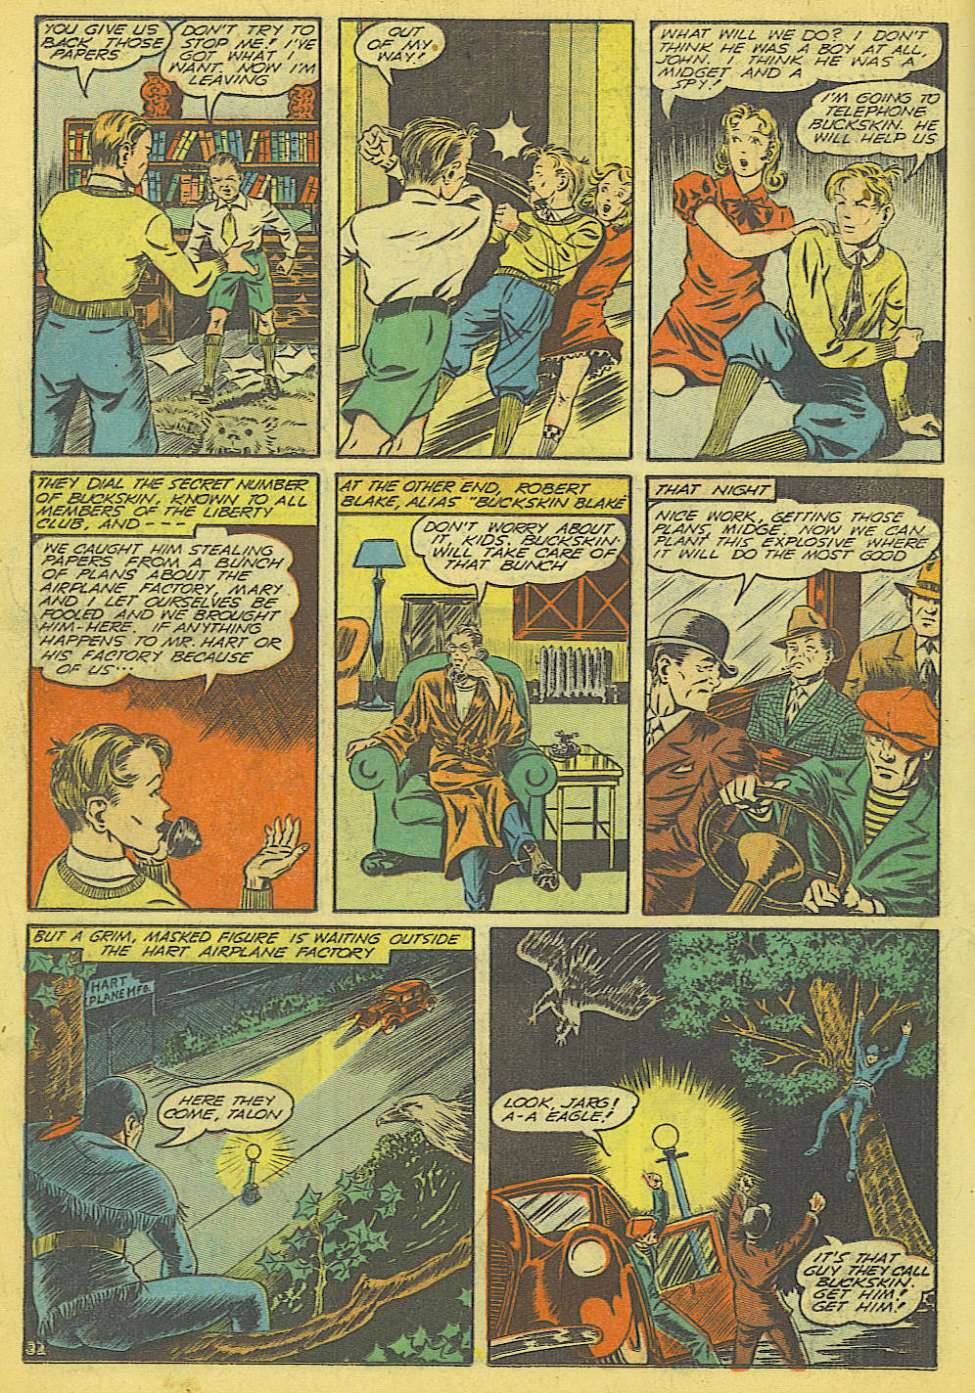 YOU GIVE US
BACK THOSE
PAPERS
DON'T TRY TO
STOP ME! I'VE
GOT WHAT I
WANT, NOW I'M
LEAVING
OUT
OF MY
WAY!
WHAT WILL WE DO? I DON'T
THINK HE WAS A BOY AT ALL,
JOHN. I THINK HE WAS A
MIDGET AND A
SPY!
I'M GOING TO
TELEPHONE
BUCKSKIN. HE
WILL HELP US
THEY DIAL THE SECRET NUMBER
OF BUCKSKIN, KNOWN TO ALL
MEMBERS OF THE LIBERTY
CLUB, AND ---
WE CAUGHT HIM STEALING
PAPERS FROM A BUNCH
OF PLANS ABOUT THE
AIRPLANE FACTORY, MARY
AND I LET OURSELVES BE
FOOLED AND WE BROUGHT
HIM-HERE. IF ANYTHING
HAPPENS TO MR. HART OR
HIS FACTORY BECAUSE
OF US---
AT THE OTHER END, ROBERT
BLAKE, ALIAS "BUCKSKIN BLAKE
DON'T WORRY ABOUT
IT, KIDS. BUCKSKIN
WILL TAKE CARE OF
THAT BUNCH
THAT NIGHT
NICE WORK, GETTING THOSE
PLANS, MIDGE. NOW WE CAN
PLANT THIS EXPLOSIVE WHERE
IT WILL DO THE MOST GOOD
BUT A GRIM, MASKED FIGURE IS WAITING OUTSIDE
THE HART AIRPLANE FACTORY
HART
PLANE MFG.
HERE THEY
COME, TALON
32
LOOK, JARG!
A-A EAGLE!
IT'S THAT
GUY THEY CALL
BUCKSKIN.
GET HIM!
GET HIM!